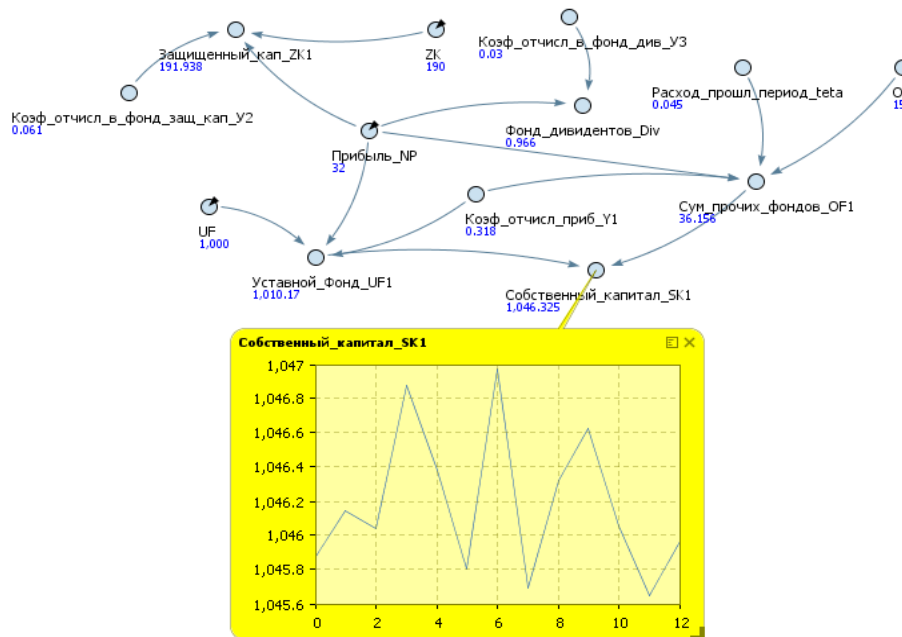 Защищенный_кап_ZK1
191.938
ZK
190
Коэф_отчисл_в_фонд_див_У3
0.03
Расход_прошл_период_teta
0.045
Коэф_отчисл_в_фонд_защ_кап_У2
0.061
Фонд_дивидентов_Div
0.966
Прибыль_NP
32
Коэф_отчисл_приб_Y1
0.318
Сум_прочих_фондов_OF1
36.156
UF
1,000
Уставной_Фонд_UF1
1,010.17
Собственный_капитал_SK1
1,046.325
Собственный_капитал_SK1
1,047
1,046.8
1,046.6
1,046.4
1,046.2
1,046
1,045.8
1,045.6
0 2 4 6 8 10 12